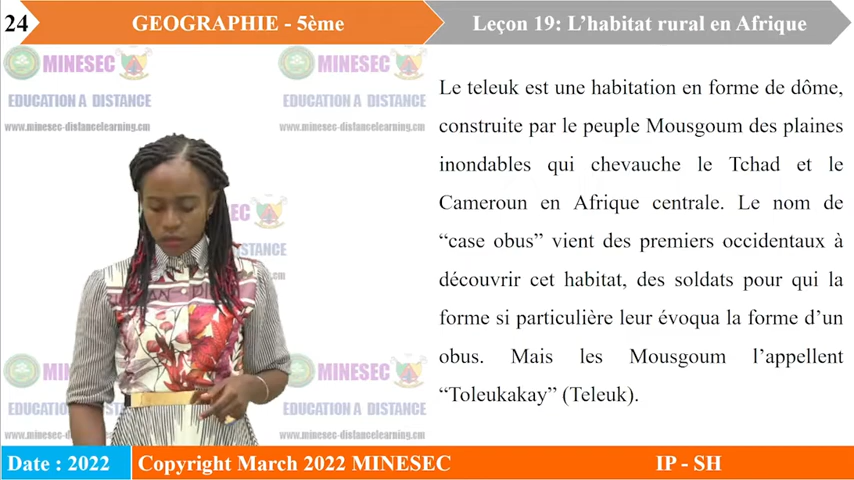 24
GEOGRAPHIE - 5ème
Leçon 19: L’habitat rural en Afrique
MINESEC
EDUCATION A DISTANCE
www.minesec-distancelearning.cm
MINESEC
EDUCATION A DISTANCE
www.minesec-distancelearning.cm
Le teleuk est une habitation en forme de dôme,
construite par le peuple Mousgoum des plaines
inondables qui chevauche le Tchad et le
Cameroun en Afrique centrale. Le nom de
“case obus” vient des premiers occidentaux à
découvrir cet habitat, des soldats pour qui la
forme si particulière leur évoqua la forme d’un
obus. Mais les Mousgoum l’appellent
“Toleukakay” (Teleuk).
MINESEC
EDUCATION
www.minesec
MINESEC
EDUCATION A DISTANCE
www.minesec-distancelearning.cm
Date : 2022
Copyright March 2022 MINESEC
IP - SH